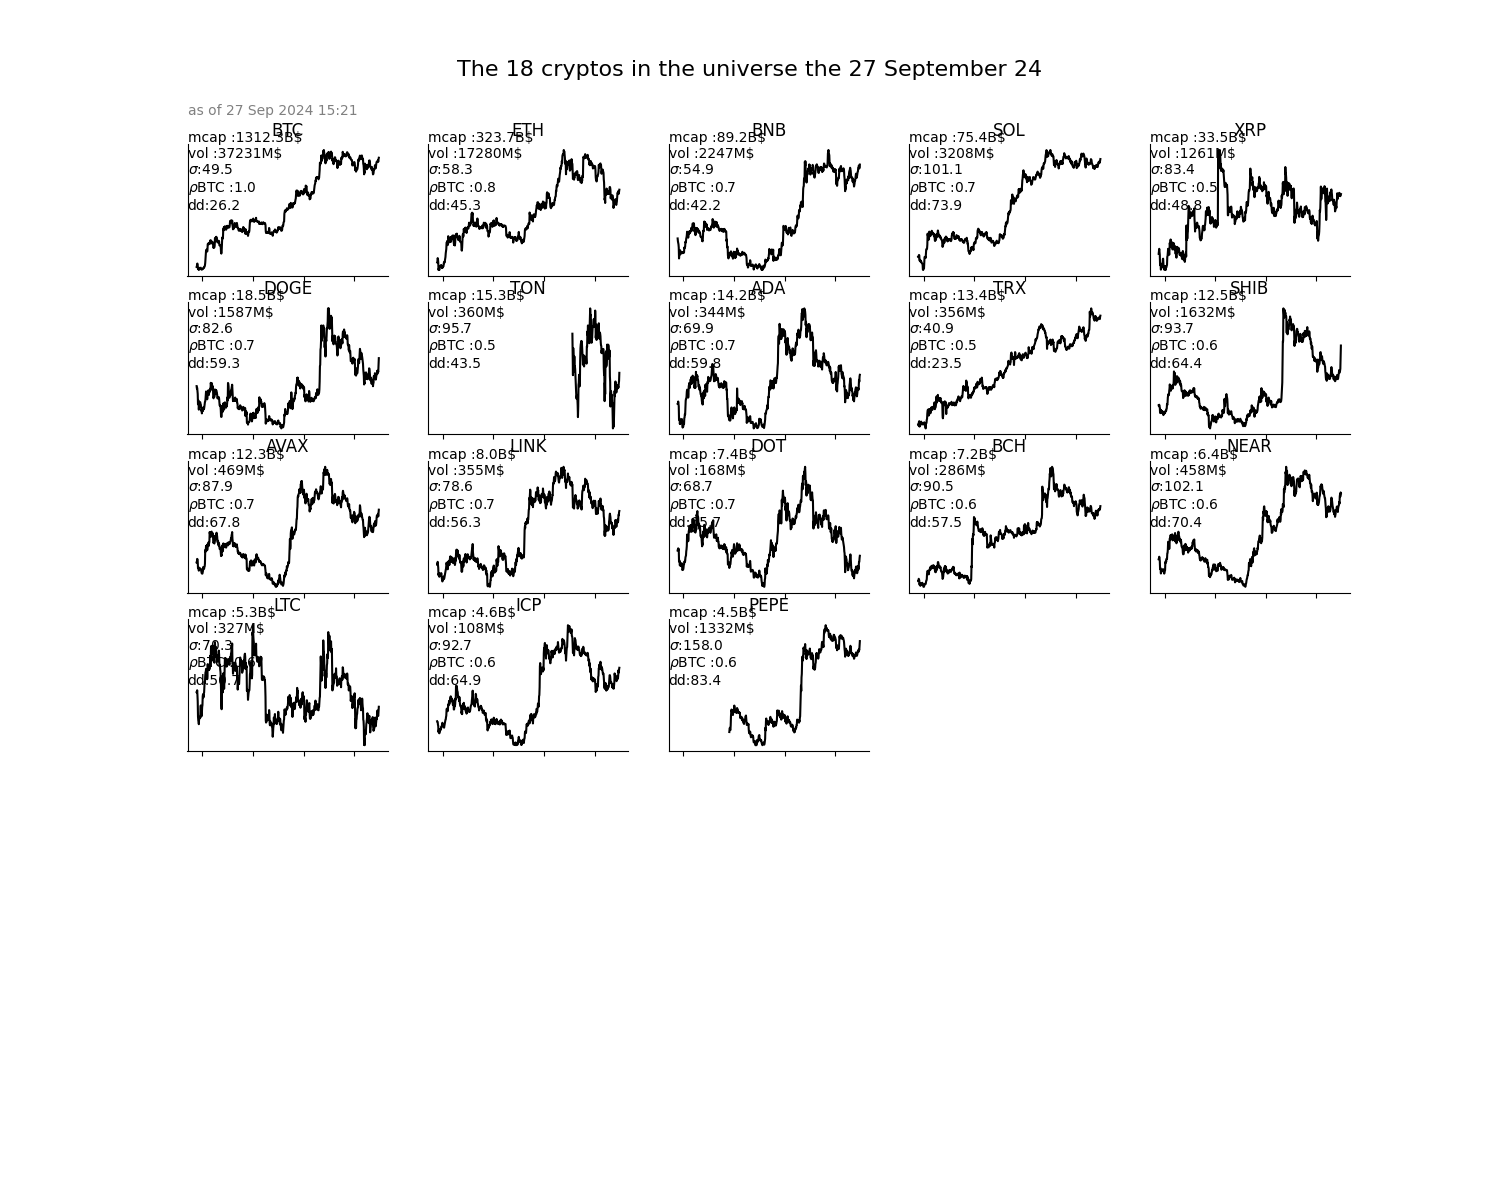 The 18 cryptos in the universe the 27 September 24
as of 27 Sep 2024 15:21
BTC
mcap :1312.3B$
vol :37231M$
σ:49.5
ρBTC :1.0
dd:26.2
ETH
mcap :323.7B$
vol :17280M$
σ:58.3
ρBTC :0.8
dd:45.3
BNB
mcap :89.2B$
vol :2247M$
σ:54.9
ρBTC :0.7
dd:42.2
SOL
mcap :75.4B$
vol :3208M$
σ:101.1
ρBTC :0.7
dd:73.9
XRP
mcap :33.5B$
vol :1261M$
σ:83.4
ρBTC :0.5
dd:48.8
DOGE
mcap :18.5B$
vol :1587M$
σ:82.6
ρBTC :0.7
dd:59.3
TON
mcap :15.3B$
vol :360M$
σ:95.7
ρBTC :0.5
dd:43.5
ADA
mcap :14.2B$
vol :344M$
σ:69.9
ρBTC :0.7
dd:59.8
TRX
mcap :13.4B$
vol :356M$
σ:40.9
ρBTC :0.5
dd:23.5
SHIB
mcap :12.5B$
vol :1632M$
σ:93.7
ρBTC :0.6
dd:64.4
AVAX
mcap :12.3B$
vol :469M$
σ:87.9
ρBTC :0.7
dd:67.8
LINK
mcap :8.0B$
vol :355M$
σ:78.6
ρBTC :0.7
dd:56.3
DOT
mcap :7.4B$
vol :168M$
σ:68.7
ρBTC :0.7
BCH
mcap :7.2B$
vol :286M$
σ:90.5
ρBTC :0.6
dd:57.5
NEAR
mcap :6.4B$
vol :458M$
σ:102.1
ρBTC :0.6
dd:70.4
LTC
mcap :5.3B$
vol :327M$
σ:70.3
ICP
mcap :4.6B$
vol :108M$
σ:92.7
ρBTC :0.6
dd:64.9
PEPE
mcap :4.5B$
vol :1332M$
σ:158.0
ρBTC :0.6
dd:83.4